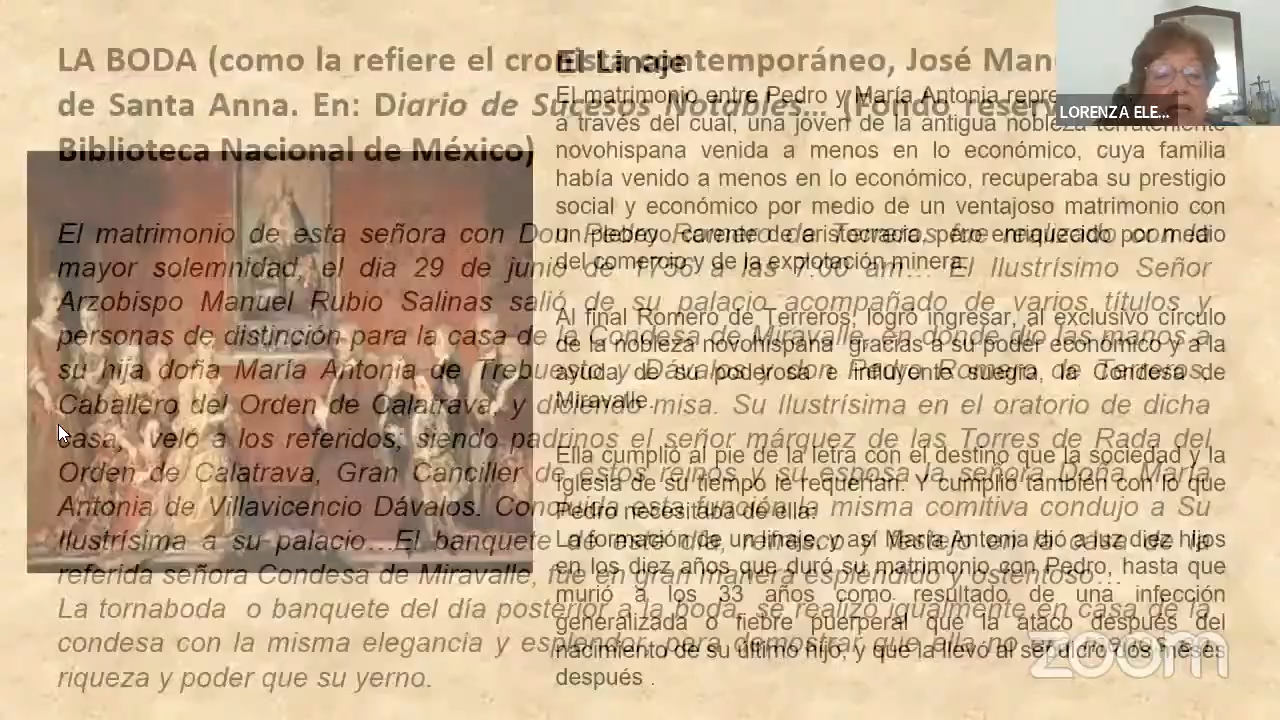 LA BODA (como la refiere el cronista contemporáneo, José Man
de Santa Anna. En: Diario de Sucesos Notables... (Fondo reserv
Biblioteca Nacional de México)
El matrimonio de esta señora con Don Pedro Romero de Terreros, fue realizado con la
mayor solemnidad, el dia 29 de junio de 1756 a las 7:00 am... El Ilustrísimo Señor
Arzobispo Manuel Rubio Salinas salió de su palacio acompañado de varios títulos y
personas de distinción para la casa de la Condesa de Miravalle, en donde dio las manos a
su hija doña María Antonia de Trebuesto y Dávalos y don Pedro Romero de Terreros,
Caballero del Orden de Calatrava, y diciendo misa. Su Ilustrísima en el oratorio de dicha
casa, veló a los referidos; siendo padrinos el señor márquez de las Torres de Rada del
Orden de Calatrava, Gran Canciller de estos reinos y su esposa la señora Doña María
Antonia de Villavicencio Dávalos. Concluida esta función la misma comitiva condujo a Su
Ilustrísima a su palacio...El banquete de este día, refresco y festejo en la casa de la
referida señora Condesa de Miravalle, fue en gran manera espléndido y ostentoso...
La tornaboda o banquete del día posterior a la boda, se realizó igualmente en casa de la
condesa con la misma elegancia y esplendor, para demostrar que ella no
riqueza y poder que su yerno.
El Linaje
El matrimonio entre Pedro y María Antonia repre
a través del cual, una joven de la antigua nobleza terrateniente
novohispana venida a menos en lo económico, cuya familia
había venido a menos en lo económico, recuperaba su prestigio
social y económico por medio de un ventajoso matrimonio con
un plebeyo, carente de aristocracia, pero enriquecido por medio
del comercio y de la explotación minera.
Al final Romero de Terreros, logró ingresar, al exclusivo círculo
de la nobleza novohispana gracias a su poder económico y a la
ayuda de su poderosa e influyente suegra, la Condesa de
Miravalle.
Ella cumplió al pie de la letra con el destino que la sociedad y la
Iglesia de su tiempo le requerían. Y cumplió también con lo que
Pedro necesitaba de ella:
La formación de un linaje, y así María Antonia dió a luz diez hijos
en los diez años que duró su matrimonio con Pedro, hasta que
murió a los 33 años como resultado de una infección
generalizada o fiebre puerperal que la ataco después del
nacimiento de su último hijo, y que la llevó al sepulcro dos meses
después .
LORENZA ELE...
zoom